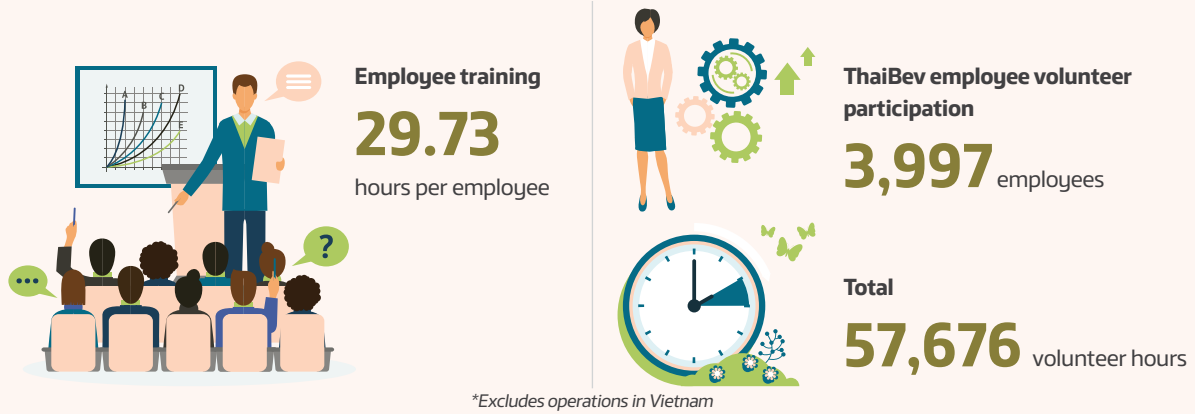 A
B
C
D
E
?
Employee training
29.73
hours per employee
ThaiBev employee volunteer
participation
3,997 employees
Total
57,676 volunteer hours
*Excludes operations in Vietnam